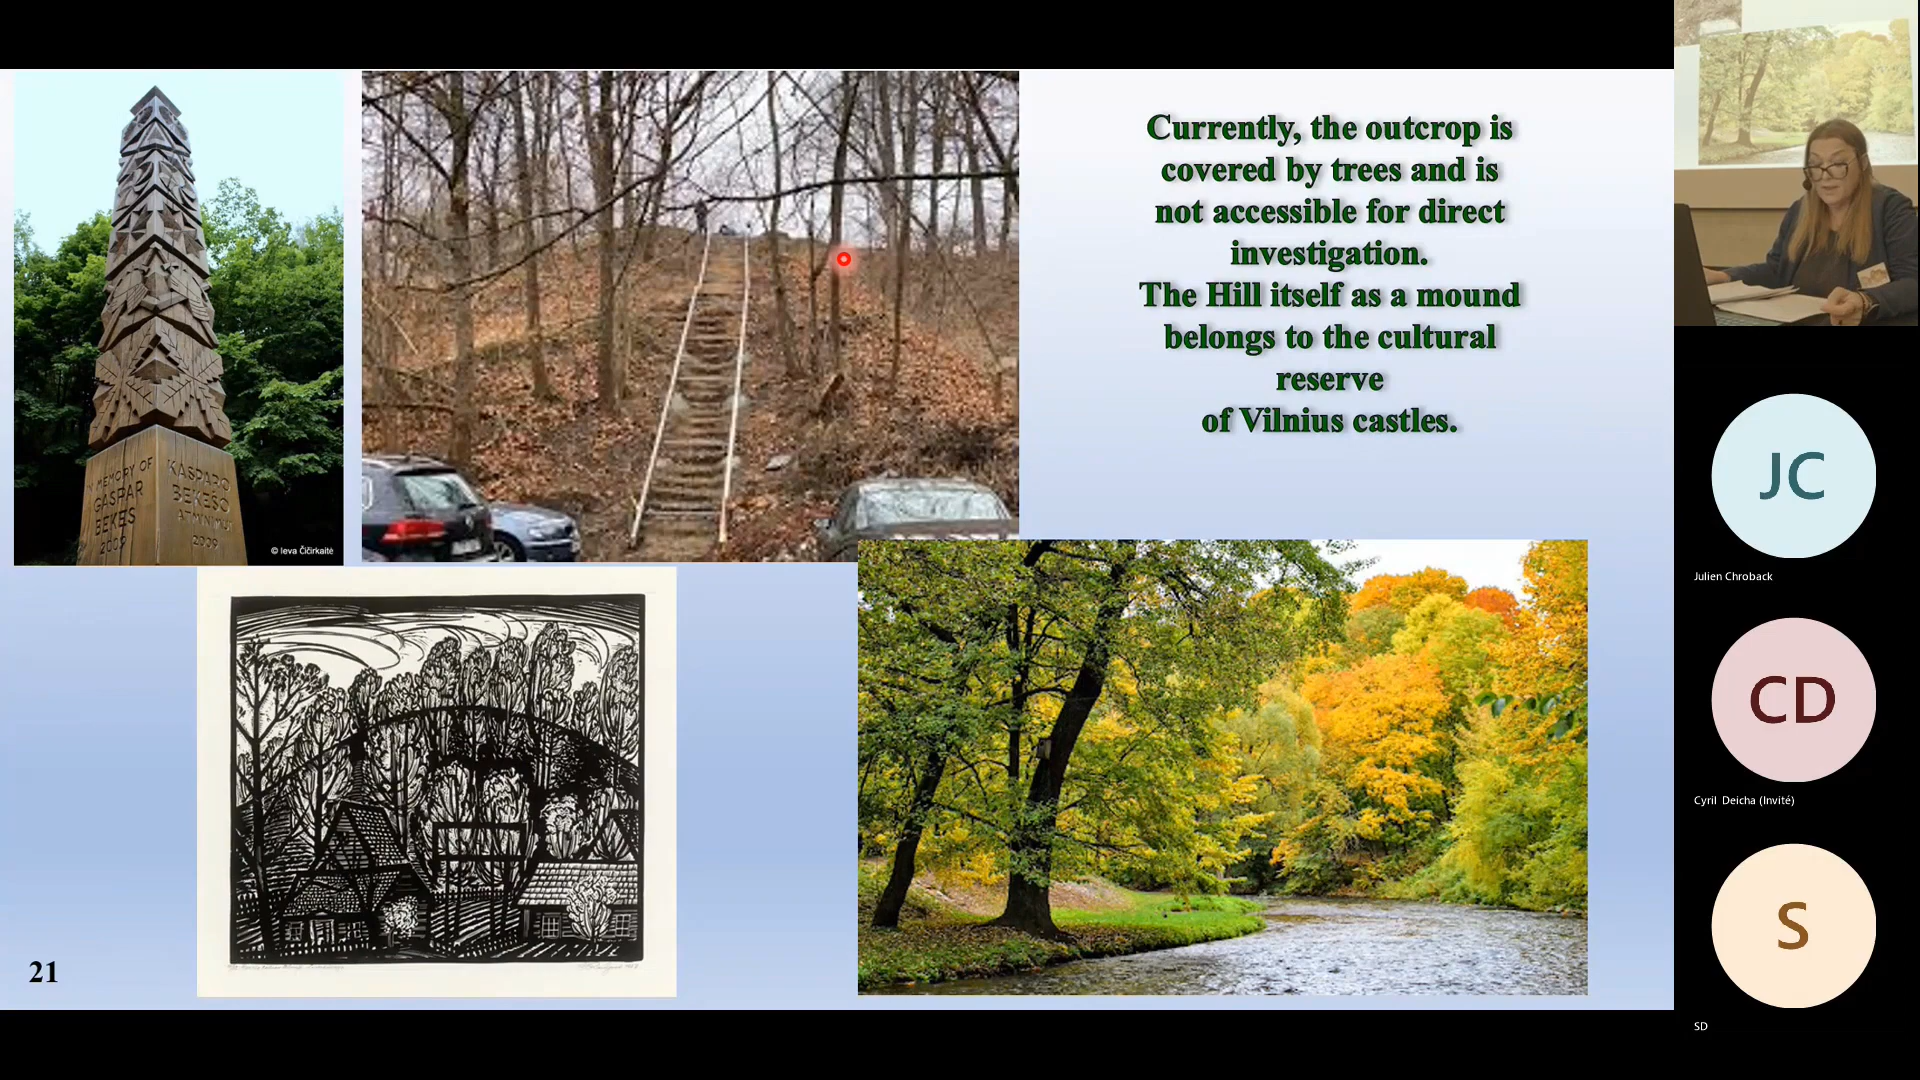 Currently, the outcrop is
covered by trees and is
not accessible for direct
investigation.
The Hill itself as a mound
belongs to the cultural
reserve
of Vilnius castles.
IN MEMORY OF
GASPAR
BEKES
2009
KASPARO
BEKEŠO
ATMINIMUI
2009
© Ieva Čičirkaitė
21
JC
Julien Chroback
CD
Cyril Deicha (Invité)
S
SD